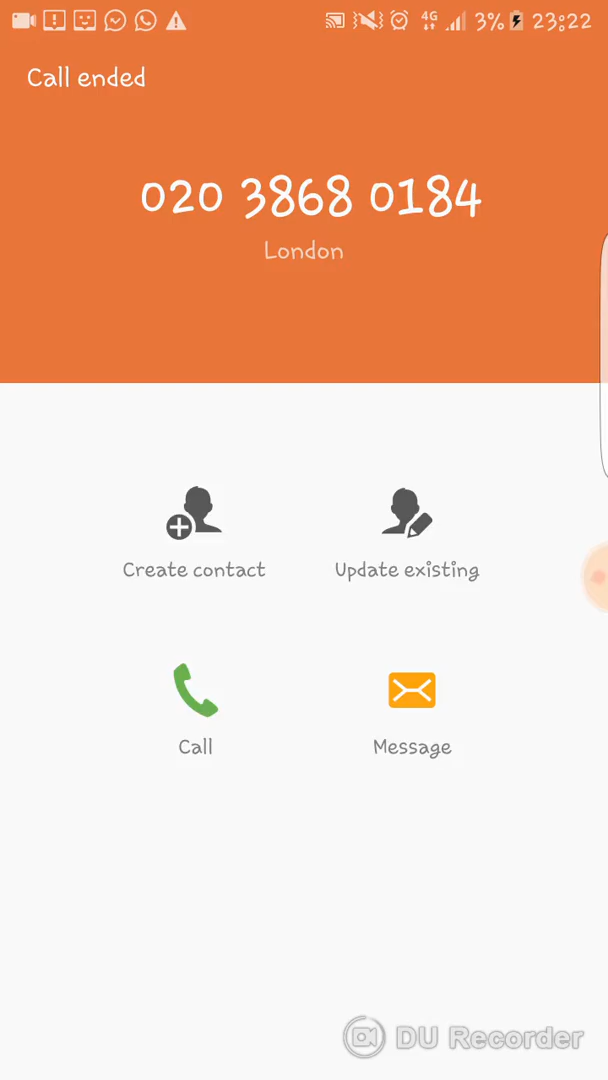 4G 3% 23:22
Call ended
020 3868 0184
London
Create contact
Update existing
Call
Message
DU Recorder